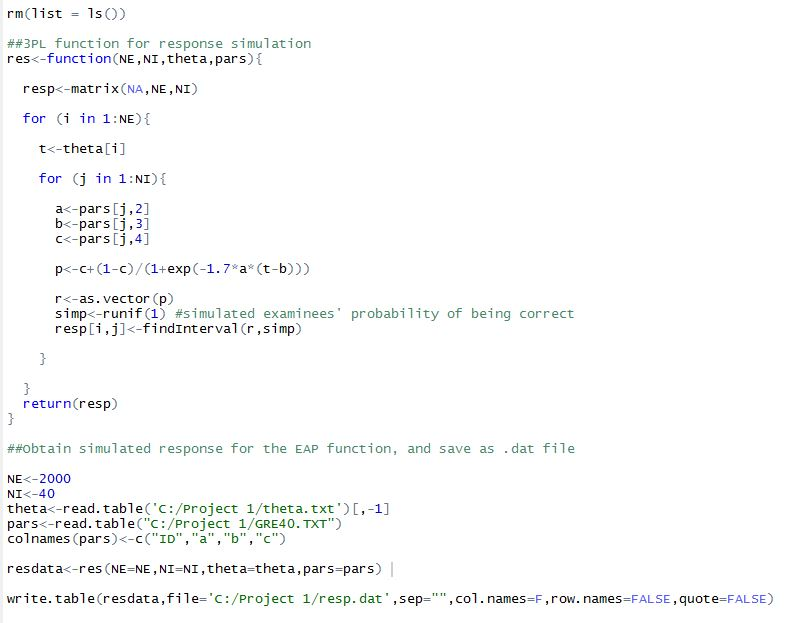 rm(list = ls())
##3PL function for response simulation
res<-function(NE,NI,theta,pars){
resp<-matrix(NA,NE,NI)
for (i in 1:NE){
t<-theta[i]
for (j in 1:NI){
a<-pars[j,2]
b<-pars[j,3]
c<-pars[j,4]
p<-c+(1-c)/(1+exp(-1.7*a*(t-b)))
r<-as.vector(p)
simp<-runif(1) #simulated examinees' probability of being correct
resp[i,j]<-findInterval(r,simp)
}
}
return(resp)
}
##Obtain simulated response for the EAP function, and save as .dat file
NE<-2000
NI<-40
theta<-read.table('C:/Project 1/theta.txt')[,-1]
pars<-read.table("C:/Project 1/GRE40.TXT")
colnames(pars)<-c("ID","a","b","c")
resdata<-res(NE=NE,NI=NI,theta=theta,pars=pars)
write.table(resdata,file='C:/Project 1/resp.dat',sep="",col.names=F,row.names=FALSE,quote=FALSE)